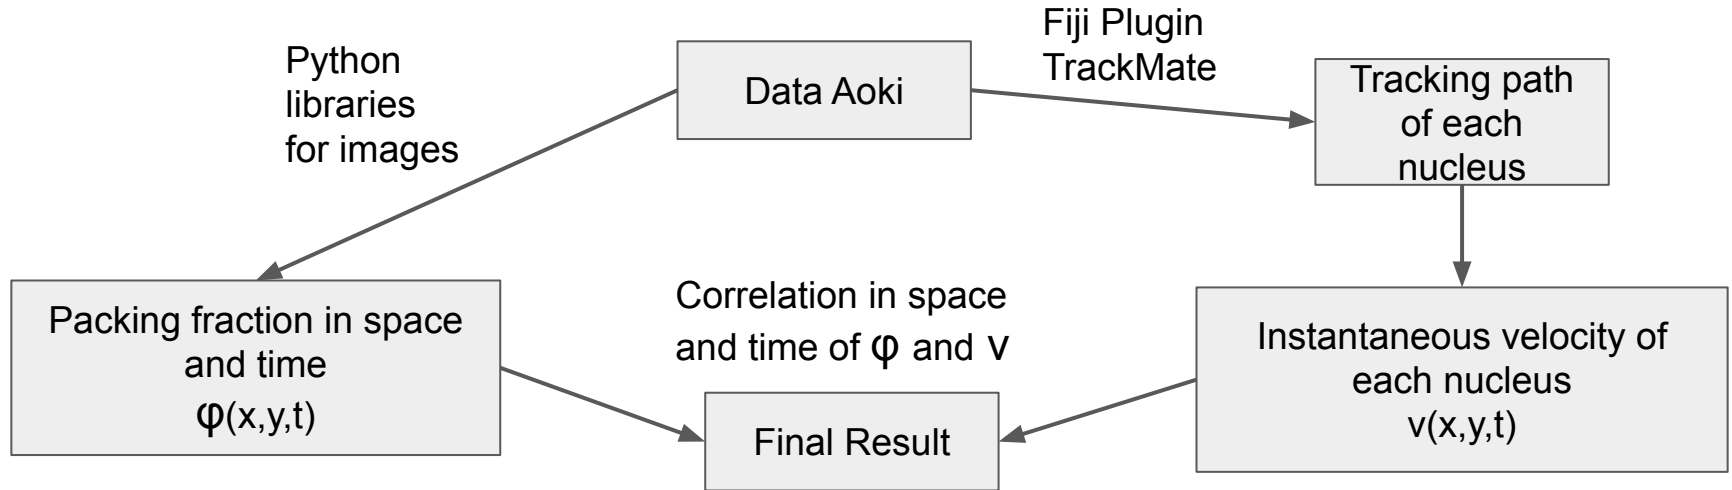 Python
libraries
for images
Data Aoki
Fiji Plugin
TrackMate
Tracking path
of each
nucleus
Packing fraction in space
and time
φ(x,y,t)
Correlation in space
and time of φ and v
Instantaneous velocity of
each nucleus
v(x,y,t)
Final Result